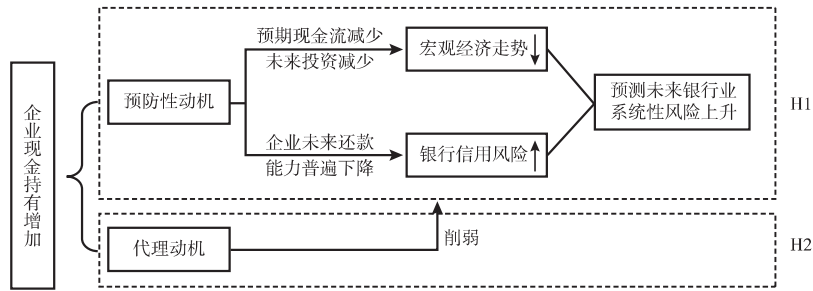 企业现金持有增加
预防性动机
预期现金流减少
未来投资减少
宏观经济走势
企业未来还款
能力普遍下降
银行信用风险
预测未来银行业
系统性风险上升
H1
代理动机
削弱
H2